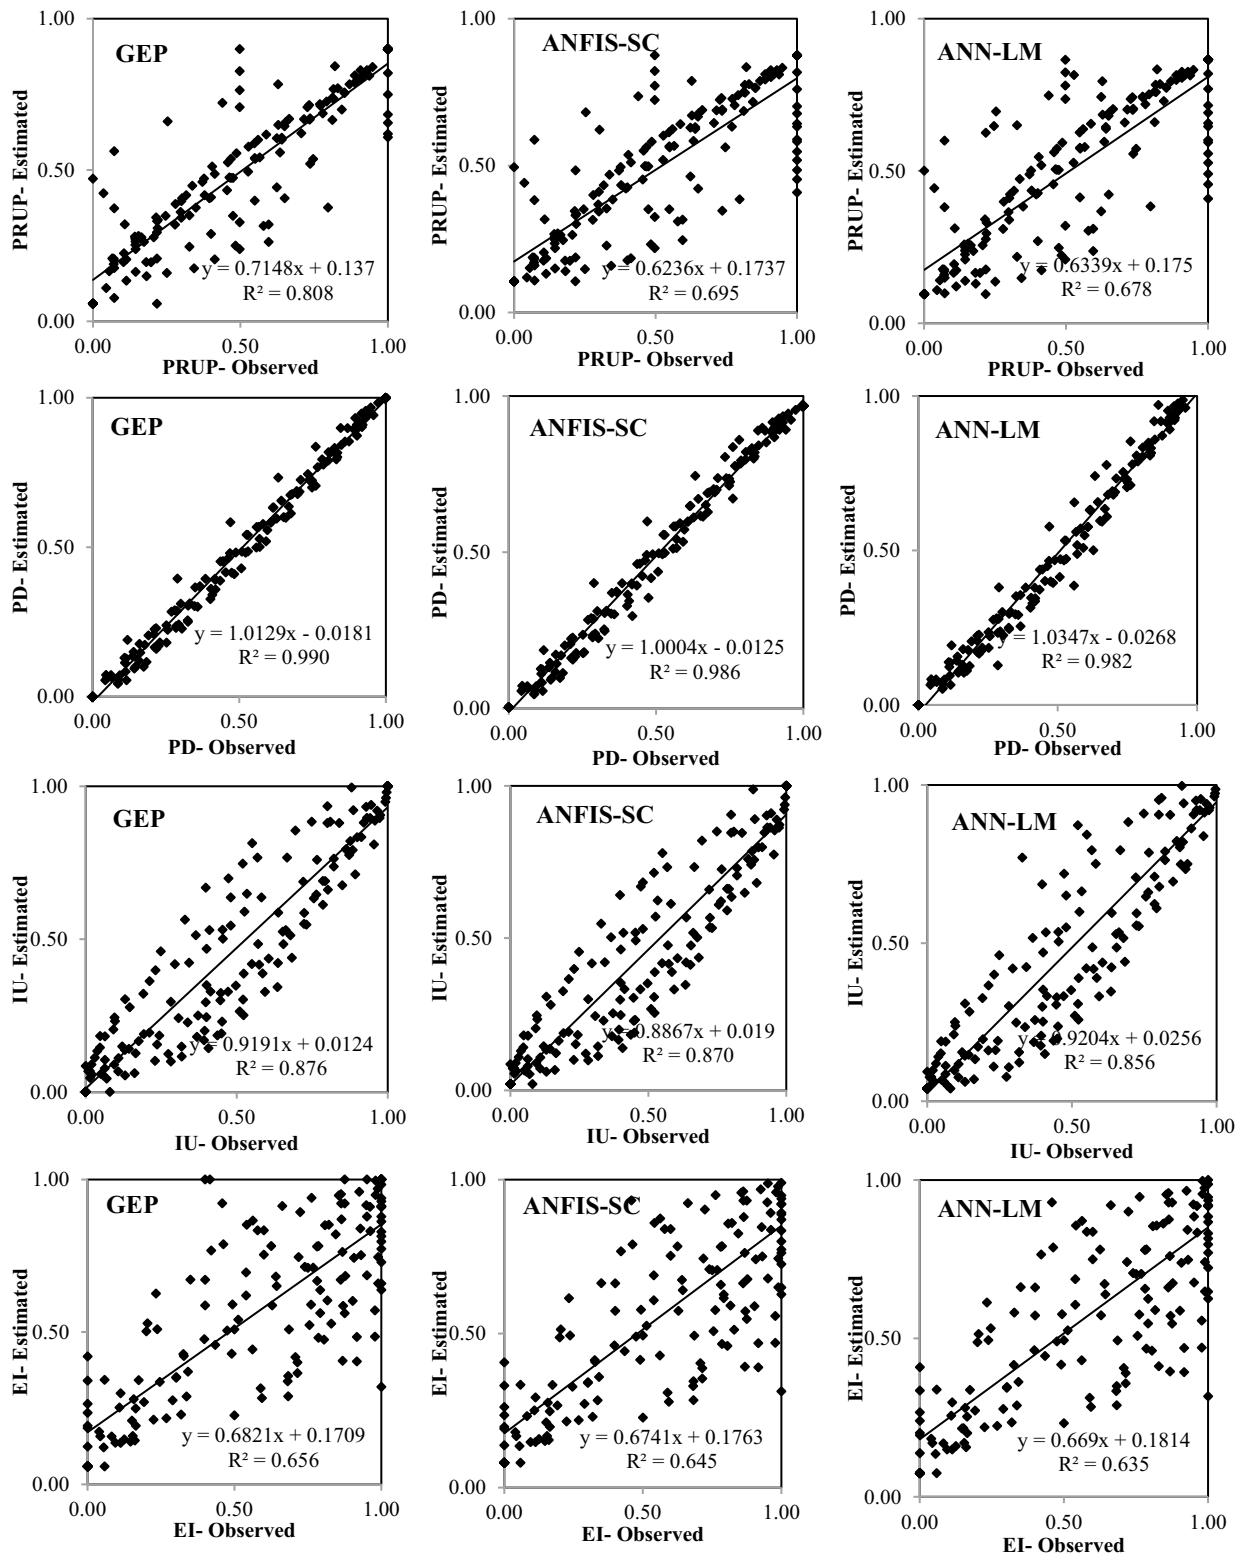 1.00
GEP
PRUP- Estimated
0.50
y = 0.7148x + 0.137
R² = 0.808
0.00
0.00 0.50 1.00
PRUP- Observed
1.00
ANFIS-SC
PRUP- Estimated
0.50
y = 0.6236x + 0.1737
R² = 0.695
0.00
0.00 0.50 1.00
PRUP- Observed
1.00
ANN-LM
PRUP- Estimated
0.50
y = 0.6339x + 0.175
R² = 0.678
0.00
0.00 0.50 1.00
PRUP- Observed
1.00
GEP
PD- Estimated
0.50
y = 1.0129x - 0.0181
R² = 0.990
0.00
0.00 0.50 1.00
PD- Observed
1.00
ANFIS-SC
PD- Estimated
0.50
y = 1.0004x - 0.0125
R² = 0.986
0.00
0.00 0.50 1.00
PD- Observed
1.00
ANN-LM
PD- Estimated
0.50
y = 1.0347x - 0.0268
R² = 0.982
0.00
0.00 0.50 1.00
PD- Observed
1.00
GEP
IU- Estimated
0.50
y = 0.9191x + 0.0124
R² = 0.876
0.00
0.00 0.50 1.00
IU- Observed
1.00
ANFIS-SC
IU- Estimated
0.50
y = 0.8867x + 0.019
R² = 0.870
0.00
0.00 0.50 1.00
IU- Observed
1.00
ANN-LM
IU- Estimated
0.50
y = 0.9204x + 0.0256
R² = 0.856
0.00
0.00 0.50 1.00
IU- Observed
1.00
GEP
EI- Estimated
0.50
y = 0.6821x + 0.1709
R² = 0.656
0.00
0.00 0.50 1.00
EI- Observed
1.00
ANFIS-SC
EI- Estimated
0.50
y = 0.6741x + 0.1763
R² = 0.645
0.00
0.00 0.50 1.00
EI- Observed
1.00
ANN-LM
EI- Estimated
0.50
y = 0.669x + 0.1814
R² = 0.635
0.00
0.00 0.50 1.00
EI- Observed